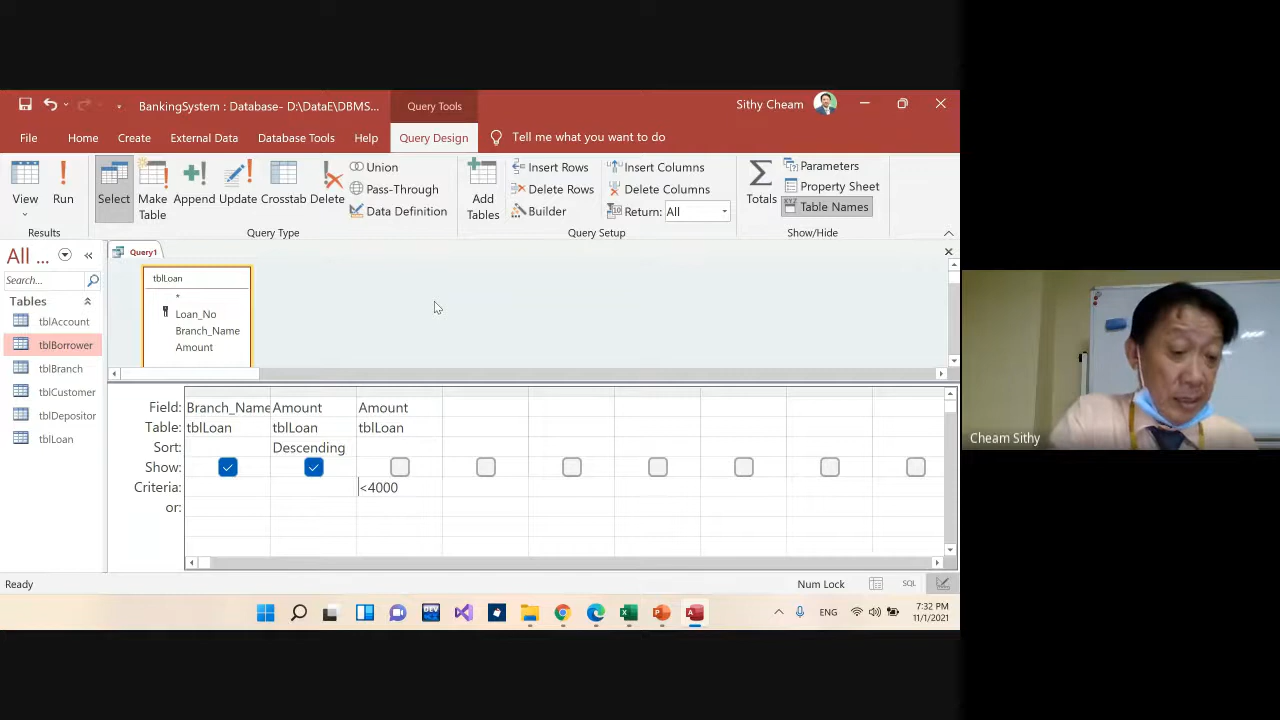 BankingSystem : Database- D:\DataE\DBMS...
Query Tools
Sithy Cheam
File
Home
Create
External Data
Database Tools
Help
Query Design
Tell me what you want to do
View
Run
Select
Make Table
Append
Update
Crosstab
Delete
Union
Pass-Through
Data Definition
Add Tables
Insert Rows
Delete Rows
Builder
Insert Columns
Delete Columns
Return: All
Totals
Parameters
Property Sheet
Table Names
Results
Query Type
Query Setup
Show/Hide
All ...
Search...
Tables
tblAccount
tblBorrower
tblBranch
tblCustomer
tblDepositor
tblLoan
Query1
tblLoan
*
Loan_No
Branch_Name
Amount
Field: Branch_Name Amount Amount
Table: tblLoan tblLoan tblLoan
Sort: Descending
Show:
Criteria: <4000
or:
Ready
Num Lock
SQL
DEV
ENG
7:32 PM
11/1/2021
Cheam Sithy